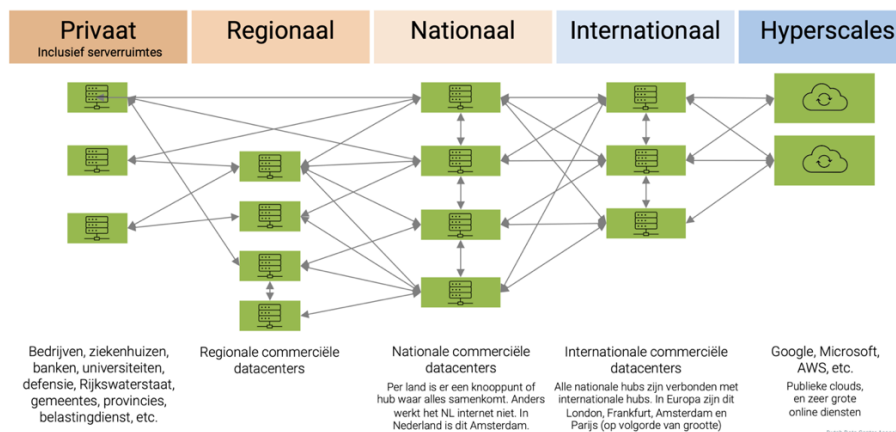 Privaat
Inclusief serverruimtes
Regionaal
Nationaal
Internationaal
Hyperscales
Bedrijven, ziekenhuizen,
banken, universiteiten,
defensie, Rijkswaterstaat,
gemeentes, provincies,
belastingdienst, etc.
Regionale commerciële
datacenters
Nationale commerciële
datacenters
Per land is er een knooppunt of
hub waar alles samenkomt. Anders
werkt het NL internet niet. In
Nederland is dit Amsterdam.
Internationale commerciële
datacenters
Alle nationale hubs zijn verbonden met
internationale hubs. In Europa zijn dit
London, Frankfurt, Amsterdam en
Parijs (op volgorde van grootte)
Google, Microsoft,
AWS, etc.
Publieke clouds,
en zeer grote
online diensten